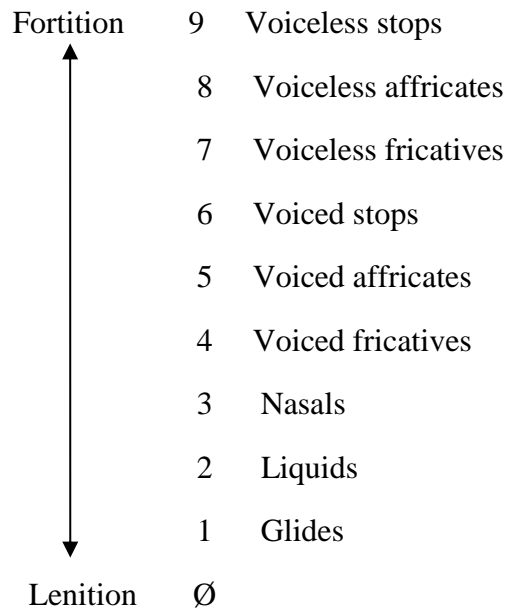 Fortition 9 Voiceless stops
8 Voiceless affricates
7 Voiceless fricatives
6 Voiced stops
5 Voiced affricates
4 Voiced fricatives
3 Nasals
2 Liquids
1 Glides
Lenition Ø